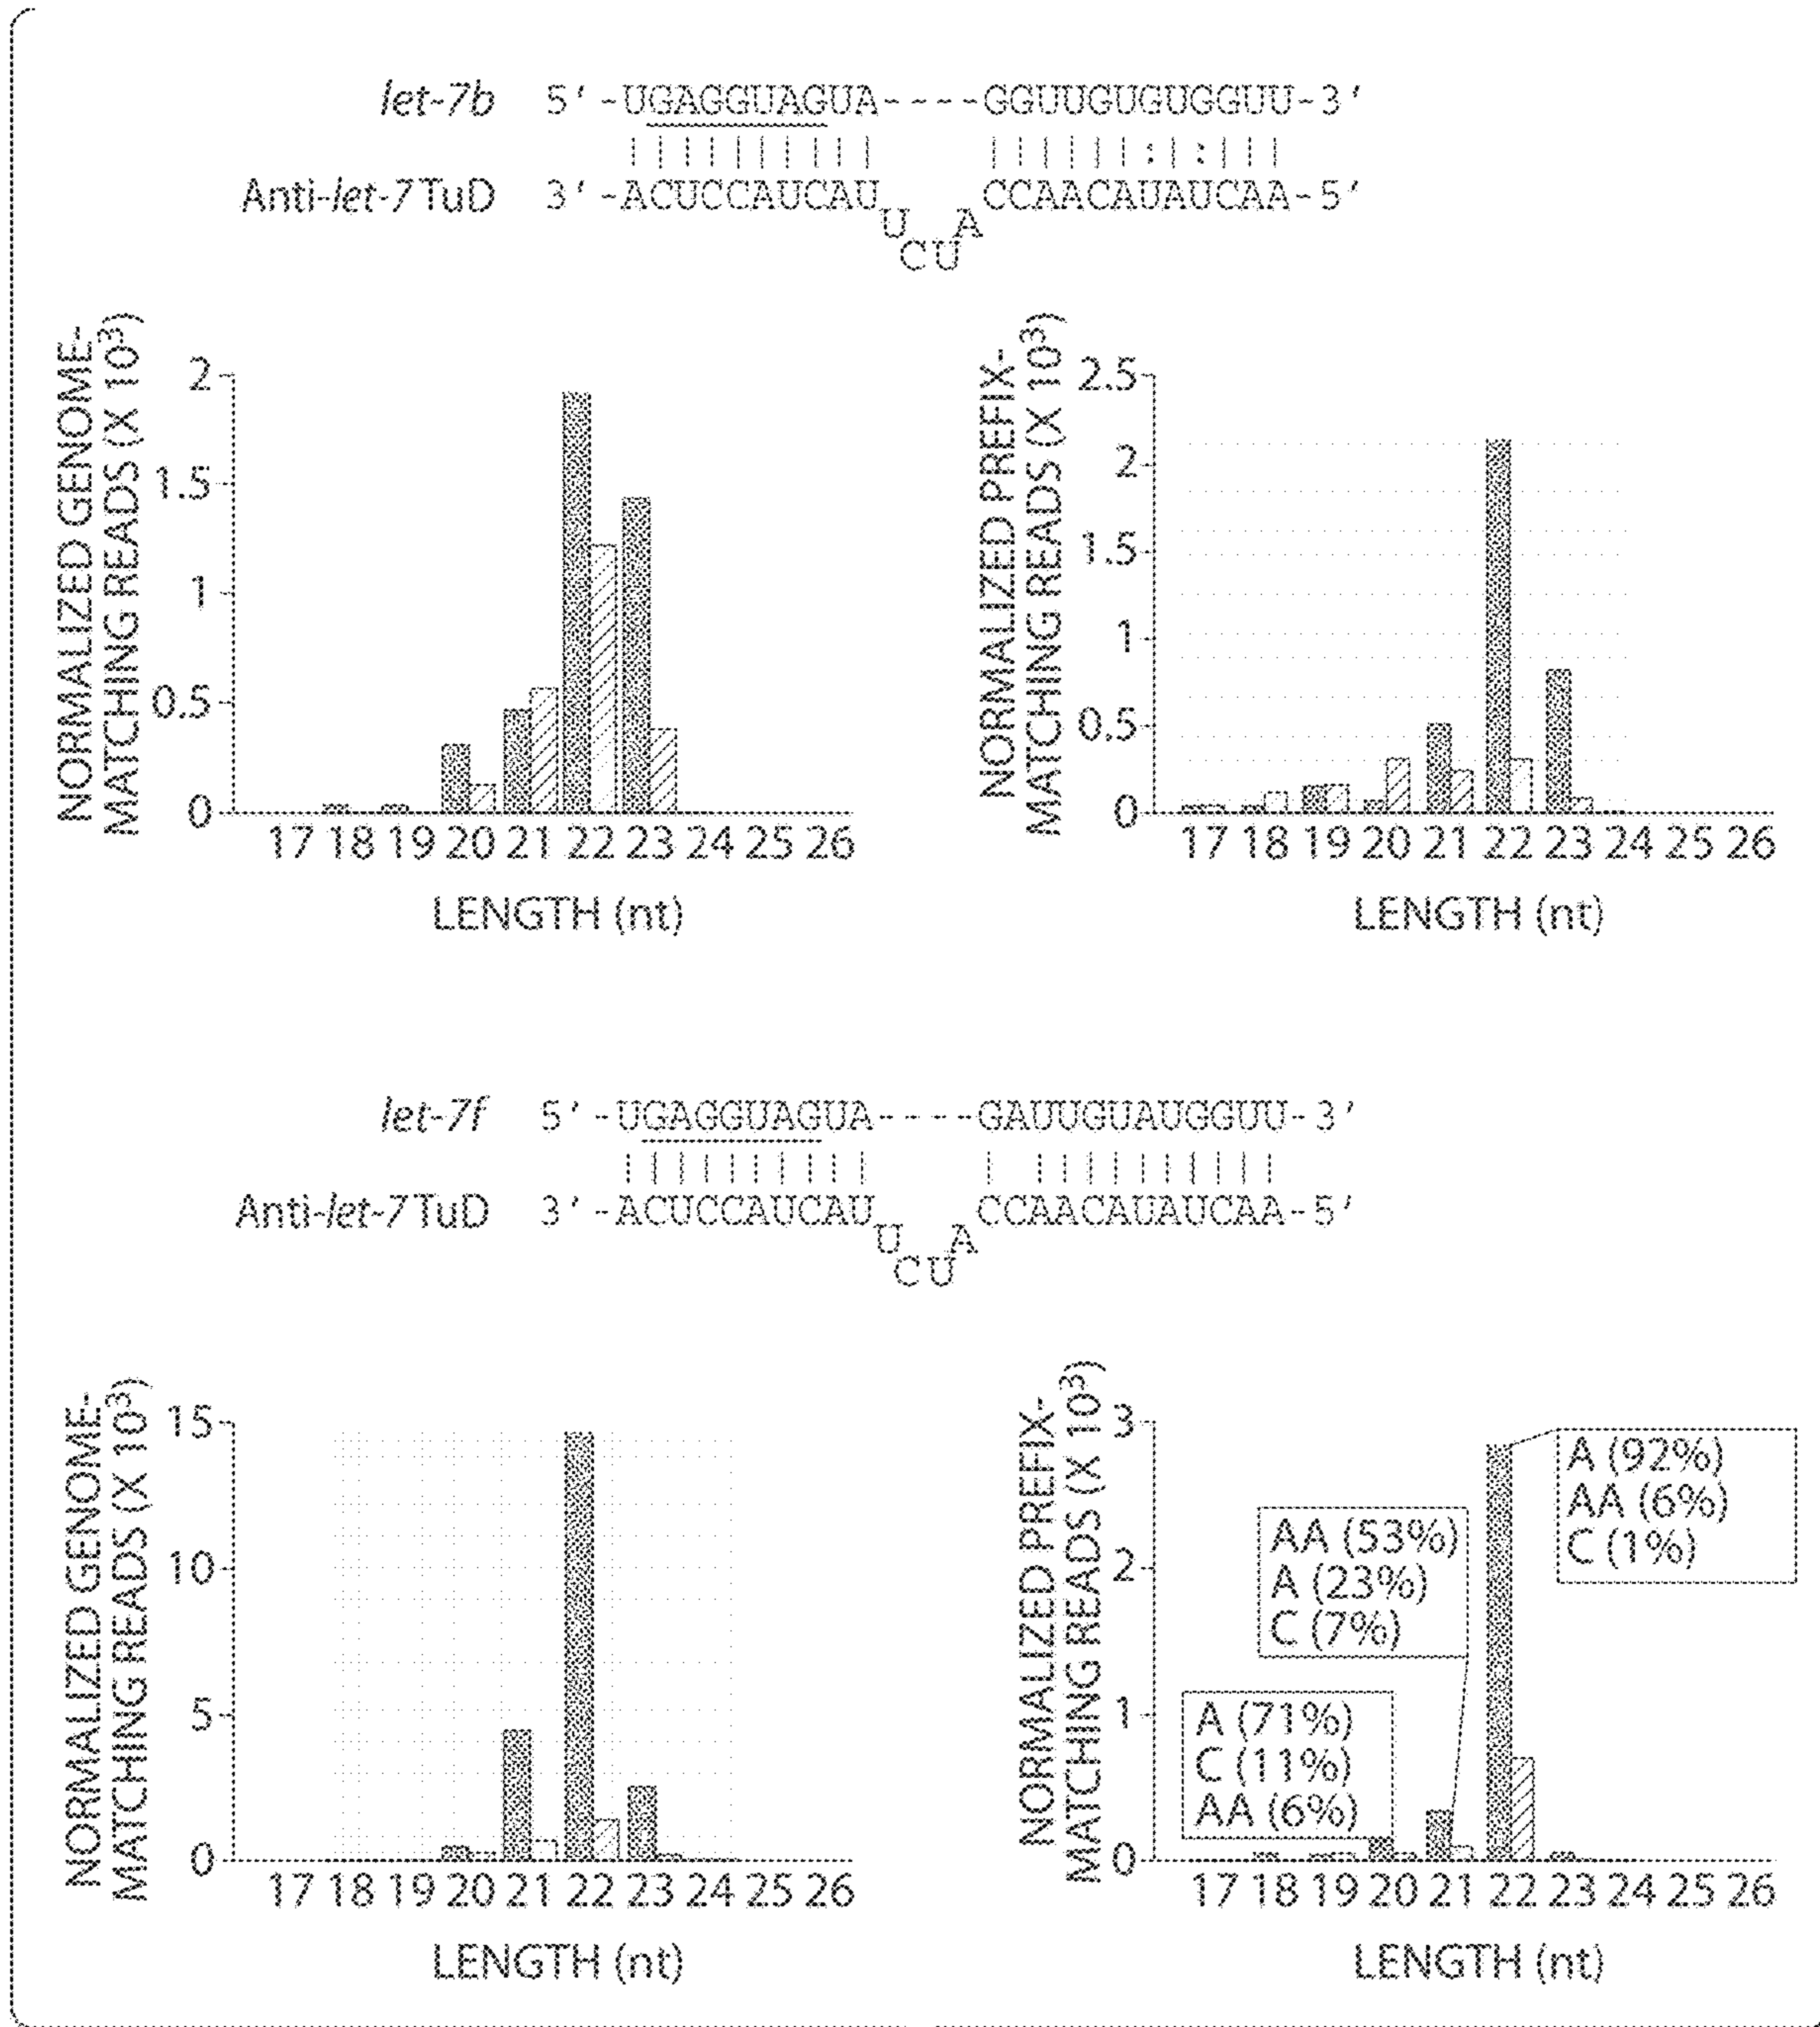 let-7b 5′ -UGAGGUAGUA----GGUUGUGUGGUU-3′
| | | | | | | | | | | | | | | | : | : | | |
Anti-let-7 TuD 3′ -ACUCCAUCAU CCAACAUAUCAA-5′
U A
CU
NORMALIZED GENOME-
MATCHING READS (X 10³)
2
1.5
1
0.5
0
17 18 19 20 21 22 23 24 25 26
LENGTH (nt)
NORMALIZED PREFIX-
MATCHING READS (X 10³)
2.5
2
1.5
1
0.5
0
17 18 19 20 21 22 23 24 25 26
LENGTH (nt)
let-7f 5′ -UGAGGUAGUA----GAUUGUAUGGUU-3′
| | | | | | | | | | | | | | | | | | | | |
Anti-let-7 TuD 3′ -ACUCCAUCAU CCAACAUAUCAA-5′
U A
CU
NORMALIZED GENOME-
MATCHING READS (X 10³)
15
10
5
0
17 18 19 20 21 22 23 24 25 26
LENGTH (nt)
NORMALIZED PREFIX-
MATCHING READS (X 10³)
3
2
1
0
A (71%)
C (11%)
AA (6%)
AA (53%)
A (23%)
C (7%)
A (92%)
AA (6%)
C (1%)
17 18 19 20 21 22 23 24 25 26
LENGTH (nt)